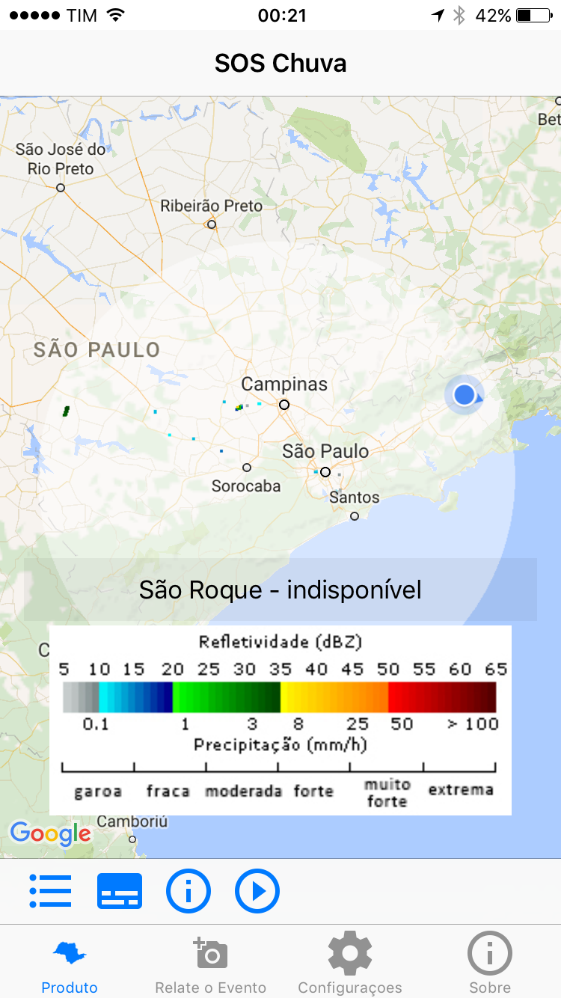 TIM 00:21 42%
SOS Chuva
Bet
São José do
Rio Preto
Ribeirão Preto
SÃO PAULO
Campinas
São Paulo
Sorocaba
Santos
São Roque - indisponível
C
Refletividade (dBZ)
5 10 15 20 25 30 35 40 45 50 55 60 65
0.1 1 3 8 25 50 > 100
Precipitação (mm/h)
garoa fraca moderada forte muito forte extrema
Camboriú
Google
Produto Relate o Evento Configuraçoes Sobre